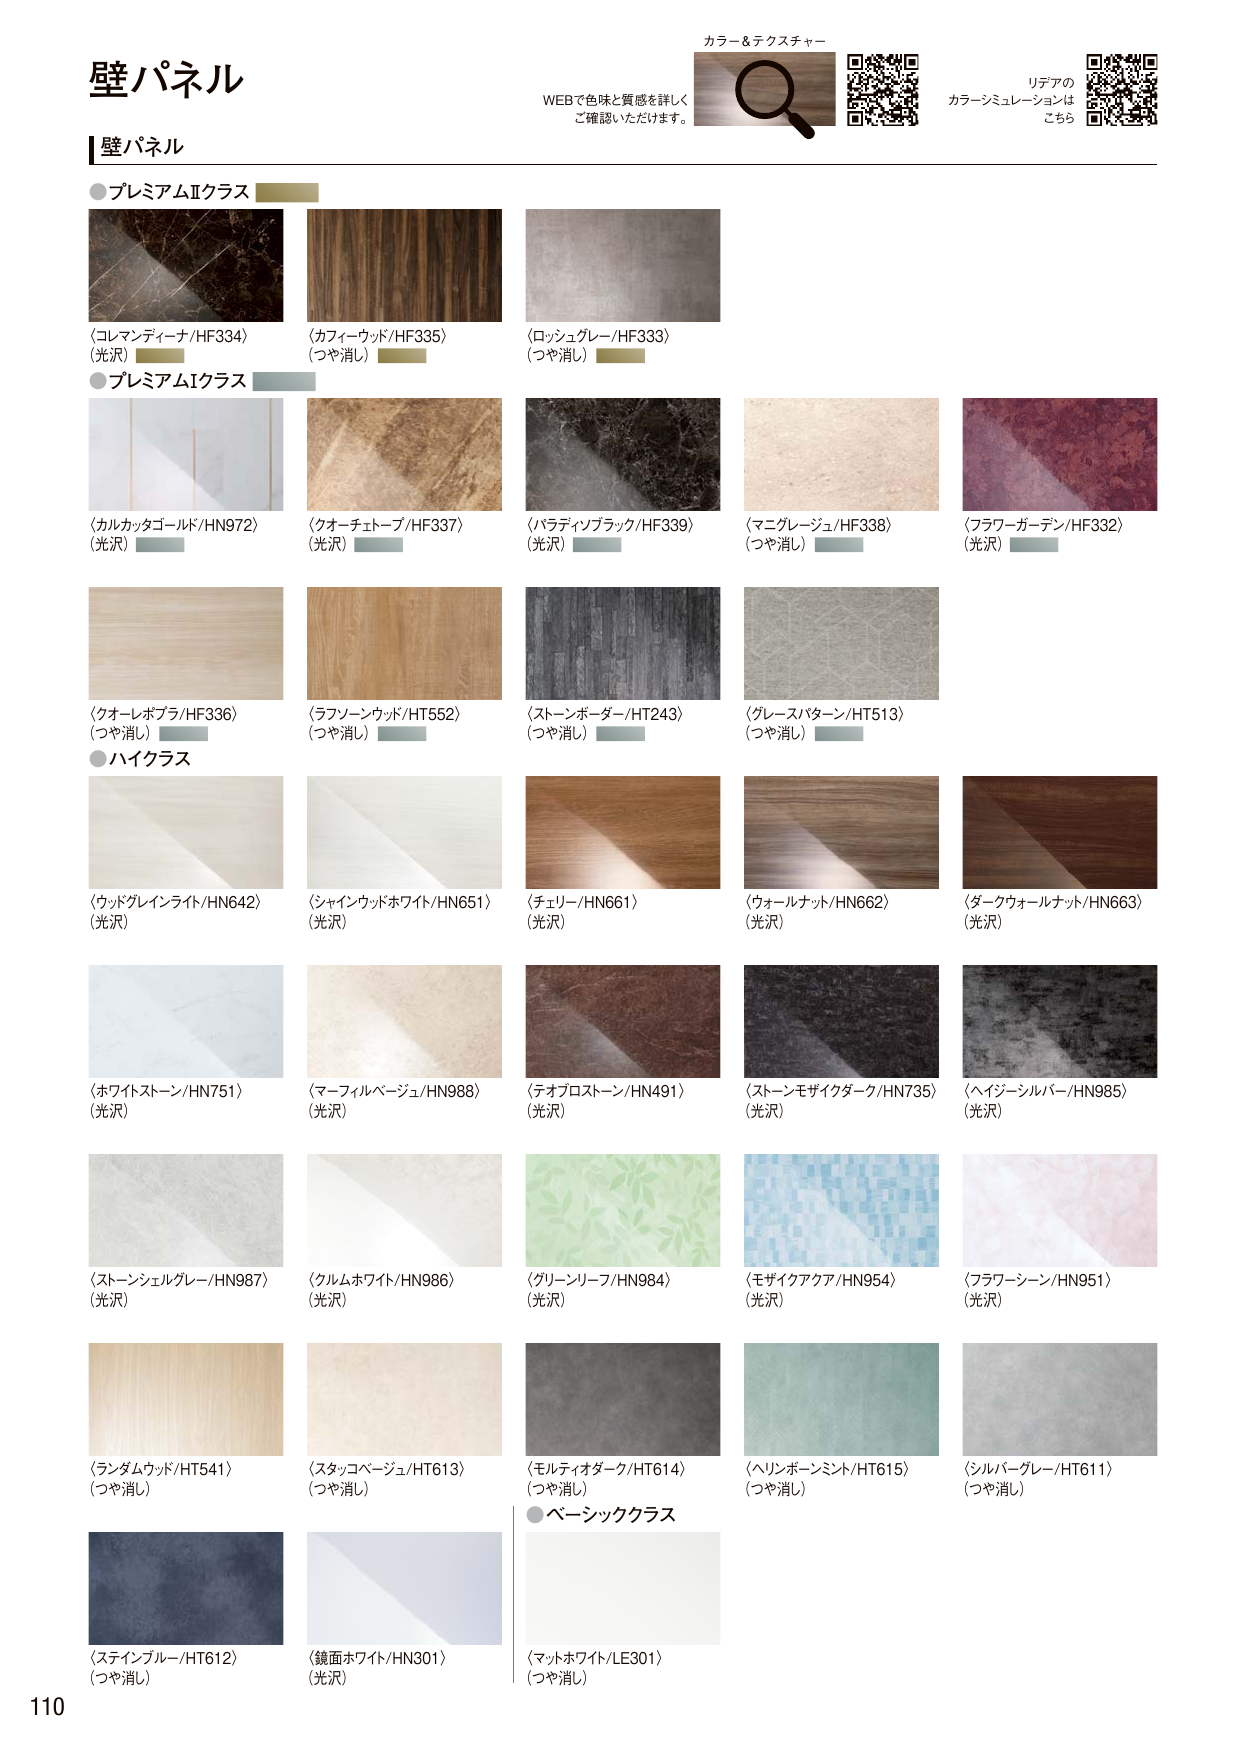 壁パネル
カラー＆テクスチャー
WEBで色味と質感を詳しく
ご確認いただけます。
リデアの
カラーシミュレーションは
こちら
壁パネル
●プレミアムⅡクラス
〈コレマンディーナ/HF334〉
（光沢）
〈カフィーウッド/HF335〉
（つや消し）
〈ロッシュグレー/HF333〉
（つや消し）
●プレミアムⅠクラス
〈カルカッタゴールド/HN972〉
（光沢）
〈クオーチェトープ/HF337〉
（光沢）
〈パラディソブラック/HF339〉
（光沢）
〈マニグレージュ/HF338〉
（つや消し）
〈フラワーガーデン/HF332〉
（光沢）
〈クオーレポプラ/HF336〉
（つや消し）
〈ラフソーンウッド/HT552〉
（つや消し）
〈ストーンボーダー/HT243〉
（つや消し）
〈グレースパターン/HT513〉
（つや消し）
●ハイクラス
〈ウッドグレインライト/HN642〉
（光沢）
〈シャインウッドホワイト/HN651〉
（光沢）
〈チェリー/HN661〉
（光沢）
〈ウォールナット/HN662〉
（光沢）
〈ダークウォールナット/HN663〉
（光沢）
〈ホワイトストーン/HN751〉
（光沢）
〈マーフィルベージュ/HN988〉
（光沢）
〈テオブロストーン/HN491〉
（光沢）
〈ストーンモザイクダーク/HN735〉
（光沢）
〈ヘイジーシルバー/HN985〉
（光沢）
〈ストーンシェルグレー/HN987〉
（光沢）
〈クルムホワイト/HN986〉
（光沢）
〈グリーンリーフ/HN984〉
（光沢）
〈モザイクアクア/HN954〉
（光沢）
〈フラワーシーン/HN951〉
（光沢）
〈ランダムウッド/HT541〉
（つや消し）
〈スタッコベージュ/HT613〉
（つや消し）
〈モルティオダーク/HT614〉
（つや消し）
〈ヘリンボーンミント/HT615〉
（つや消し）
〈シルバーグレー/HT611〉
（つや消し）
〈ステインブルー/HT612〉
（つや消し）
〈鏡面ホワイト/HN301〉
（光沢）
●ベーシッククラス
〈マットホワイト/LE301〉
（つや消し）
110